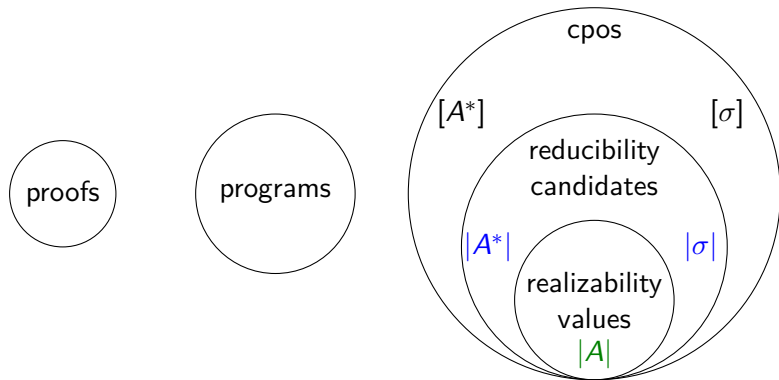 cpos
[A*]
[σ]
reducibility
candidates
proofs
programs
|A*|
|σ|
realizability
values
|A|